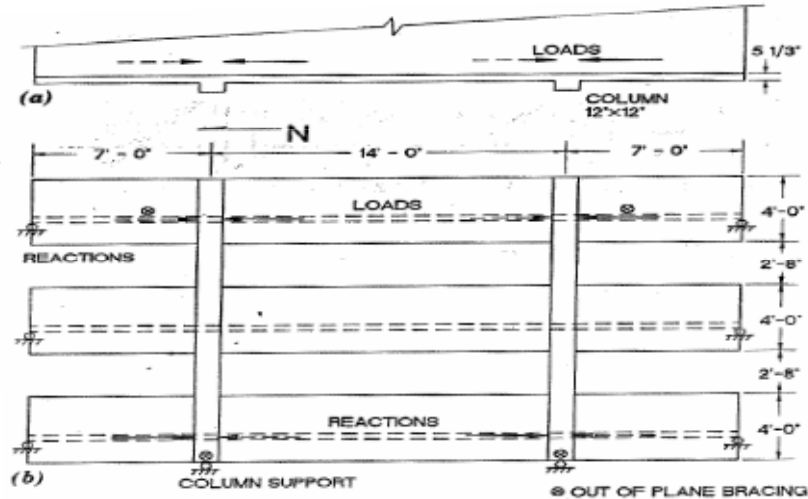 LOADS
5 1/3"
(a)
COLUMN
12"×12"
N
7' - 0"
14' - 0"
7' - 0"
LOADS
4'-0"
REACTIONS
2'-8"
4'-0"
2'-8"
REACTIONS
4'-0"
(b)
COLUMN SUPPORT
⊗ OUT OF PLANE BRACING